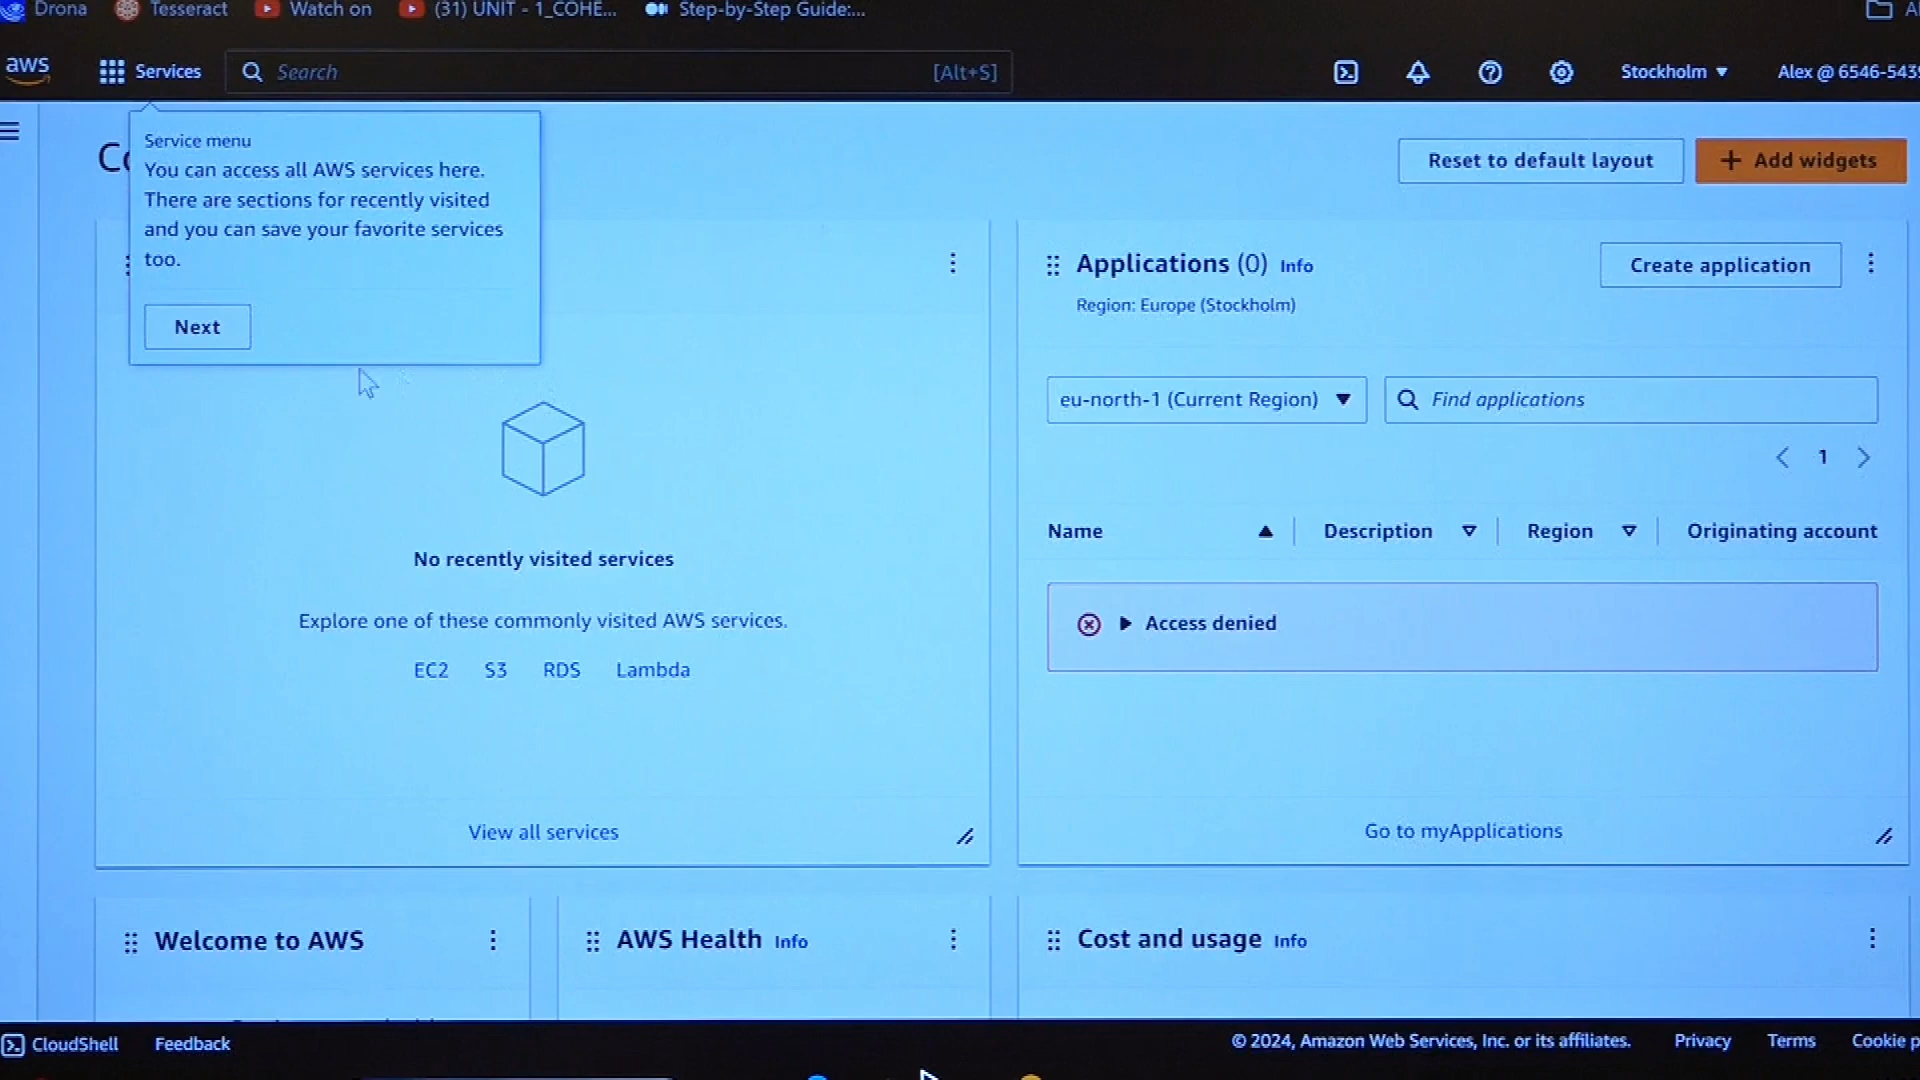 Drona Tesseract Watch on (31) UNIT - 1_COHE... Step-by-Step Guide:...
aws Services Search [Alt+S] Stockholm Alex @ 6546-543
Service menu
You can access all AWS services here.
There are sections for recently visited
and you can save your favorite services
too.
Next
Reset to default layout + Add widgets
No recently visited services
Explore one of these commonly visited AWS services.
EC2 S3 RDS Lambda
View all services
Applications (0) Info Create application
Region: Europe (Stockholm)
eu-north-1 (Current Region) Find applications
1
Name Description Region Originating account
Access denied
Go to myApplications
Welcome to AWS AWS Health Info Cost and usage Info
CloudShell Feedback © 2024, Amazon Web Services, Inc. or its affiliates. Privacy Terms Cookie